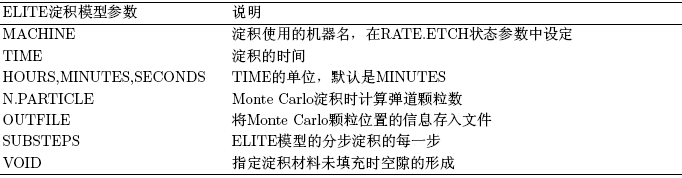 ELITE淀积模型参数 说明
MACHINE 淀积使用的机器名，在RATE.ETCH状态参数中设定
TIME 淀积的时间
HOURS,MINUTES,SECONDS TIME的单位，默认是MINUTES
N.PARTICLE Monte Carlo淀积时计算弹道颗粒数
OUTFILE 将Monte Carlo颗粒位置的信息存入文件
SUBSTEPS ELITE模型的分步淀积的每一步
VOID 指定淀积材料未填充时空隙的形成